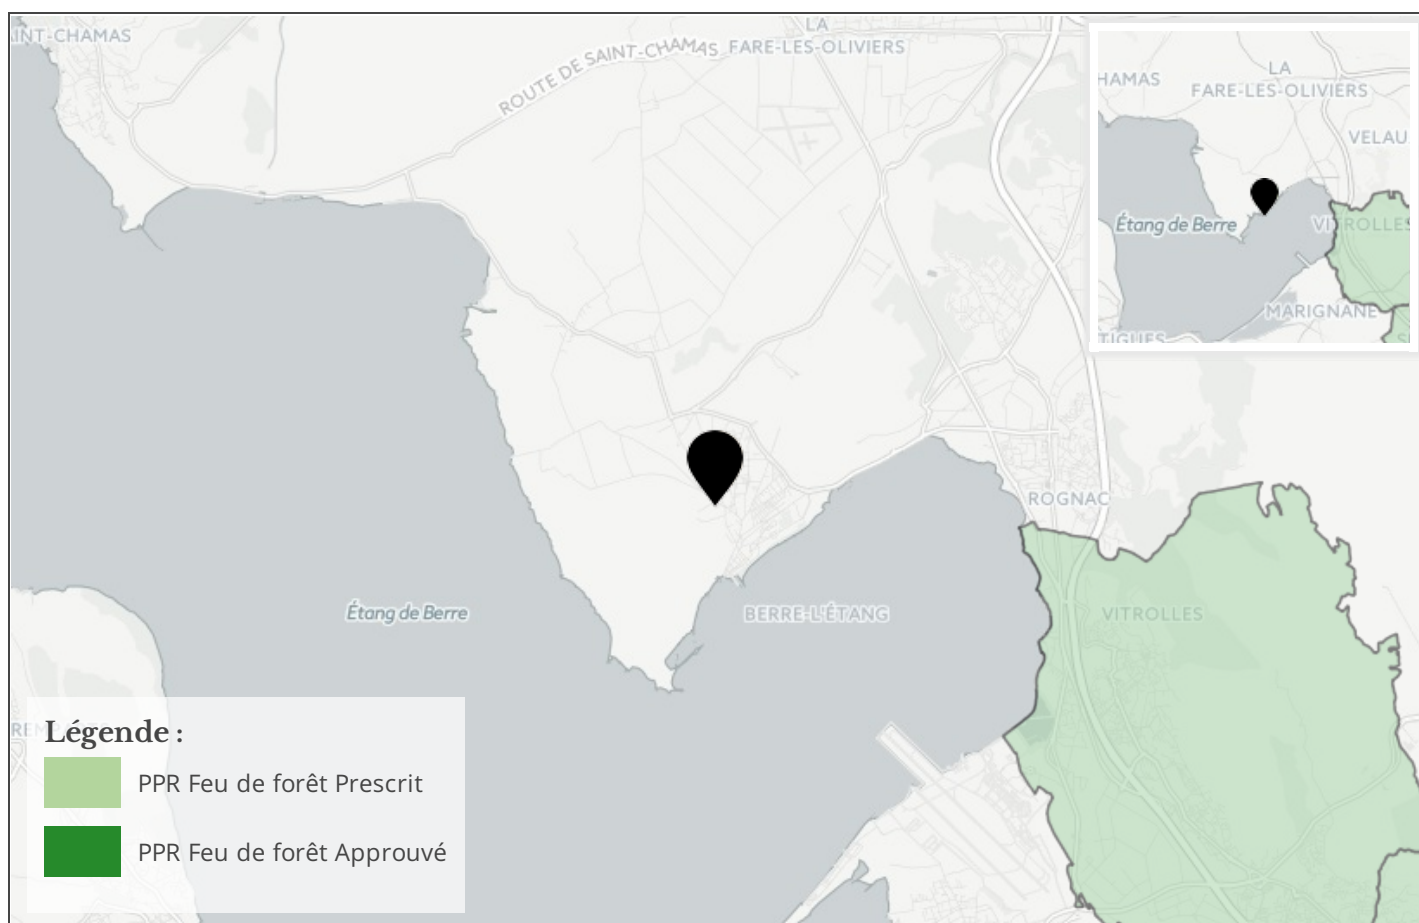 INT-CHAMAS
LA
FARE-LES-OLIVIERS
ROUTE DE SAINT-CHAMAS
HAMAS
LA
FARE-LES-OLIVIERS
VELAU
Étang de Berre
VITROLLES
MARIGNANE
TIGUES
ROGNAC
Étang de Berre
BERRE-L'ÉTANG
VITROLLES
Légende :
PPR Feu de forêt Prescrit
PPR Feu de forêt Approuvé